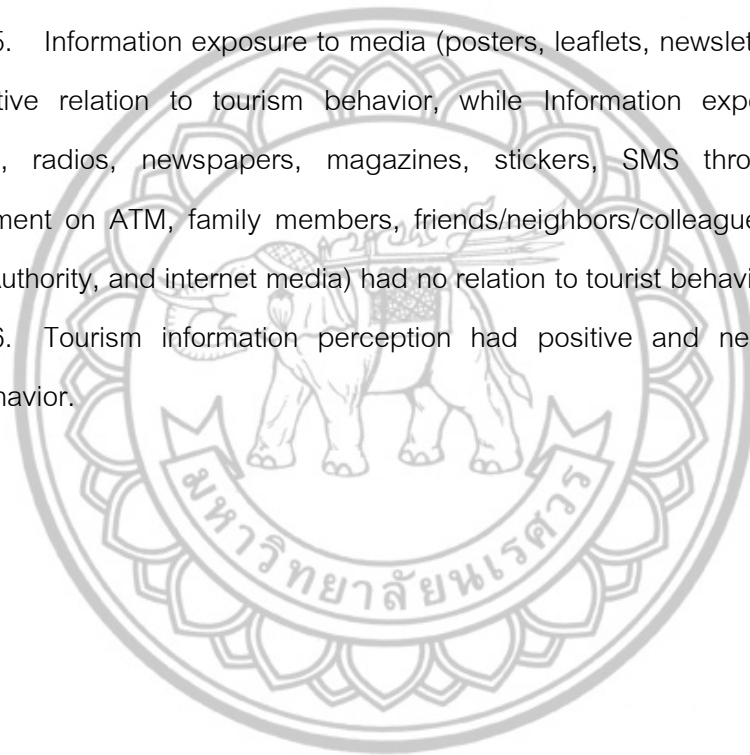 5. Information exposure to media (posters, leaflets, newslet
tive relation to tourism behavior, while Information expo
, radios, newspapers, magazines, stickers, SMS thro
ment on ATM, family members, friends/neighbors/colleague
Authority, and internet media) had no relation to tourist behavi
6. Tourism information perception had positive and ne
havior.
มหาวิทยาลัยนเรศวร